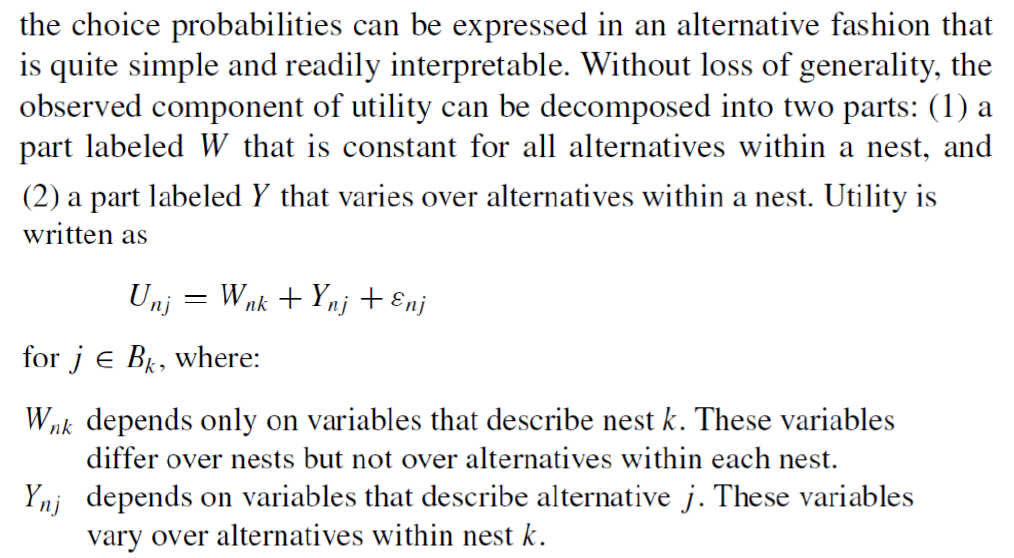 the choice probabilities can be expressed in an alternative fashion that
is quite simple and readily interpretable. Without loss of generality, the
observed component of utility can be decomposed into two parts: (1) a
part labeled W that is constant for all alternatives within a nest, and
(2) a part labeled Y that varies over alternatives within a nest. Utility is
written as
U_{nj} = W_{nk} + Y_{nj} + ε_{nj}
for j ∈ B_k, where:
W_{nk} depends only on variables that describe nest k. These variables
differ over nests but not over alternatives within each nest.
Y_{nj} depends on variables that describe alternative j. These variables
vary over alternatives within nest k.